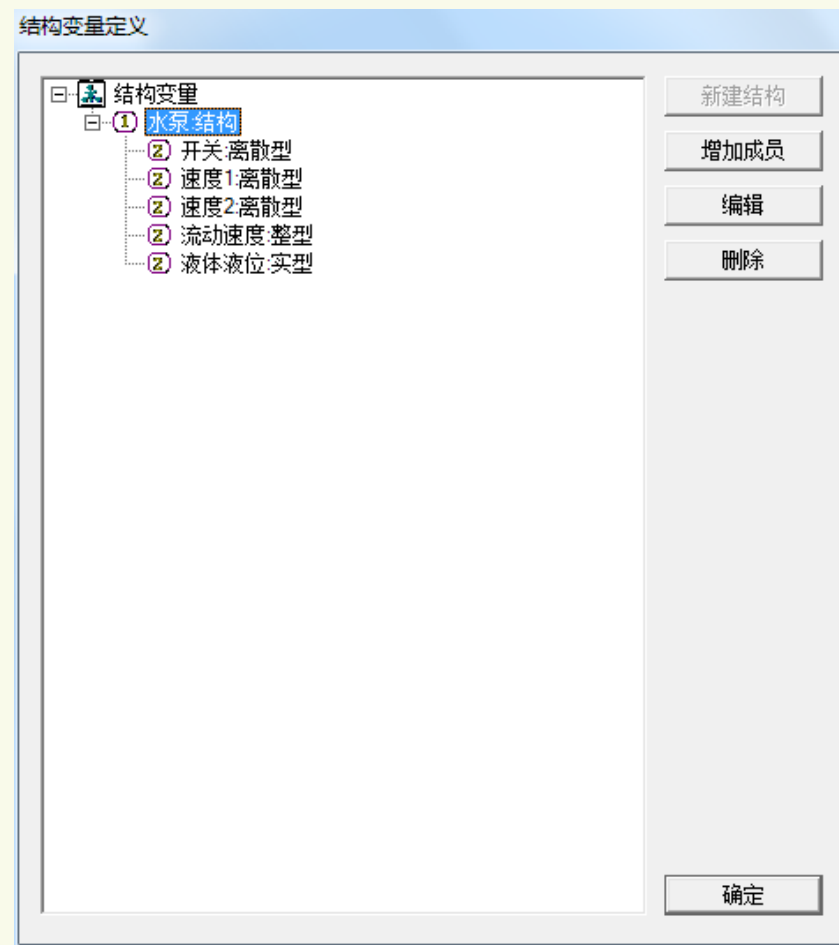 结构变量定义
结构变量
水泵:结构
开关:离散型
速度1:离散型
速度2:离散型
流动速度:整型
液体液位:实型
新建结构
增加成员
编辑
删除
确定